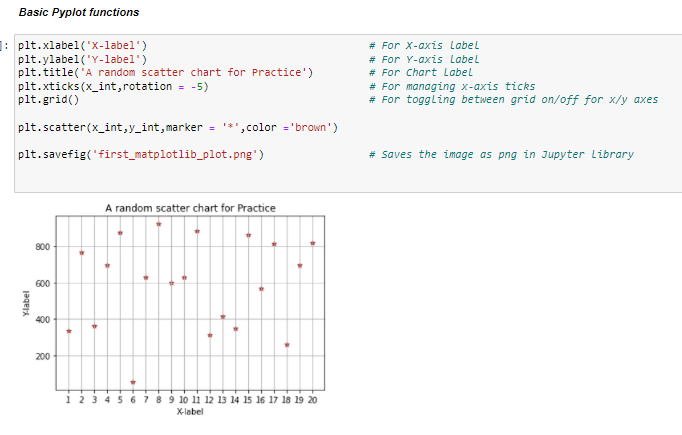 Basic Pyplot functions
]: plt.xlabel('X-label') # For X-axis Label
plt.ylabel('Y-label') # For Y-axis Label
plt.title('A random scatter chart for Practice') # For Chart Label
plt.xticks(x_int,rotation = -5) # For managing x-axis ticks
plt.grid() # For toggling between grid on/off for x/y axes
plt.scatter(x_int,y_int,marker = '*',color ='brown')
plt.savefig('first_matplotlib_plot.png') # Saves the image as png in Jupyter Library
A random scatter chart for Practice
800
600
400
200
Y-label
1 2 3 4 5 6 7 8 9 10 11 12 13 14 15 16 17 18 19 20
X-label